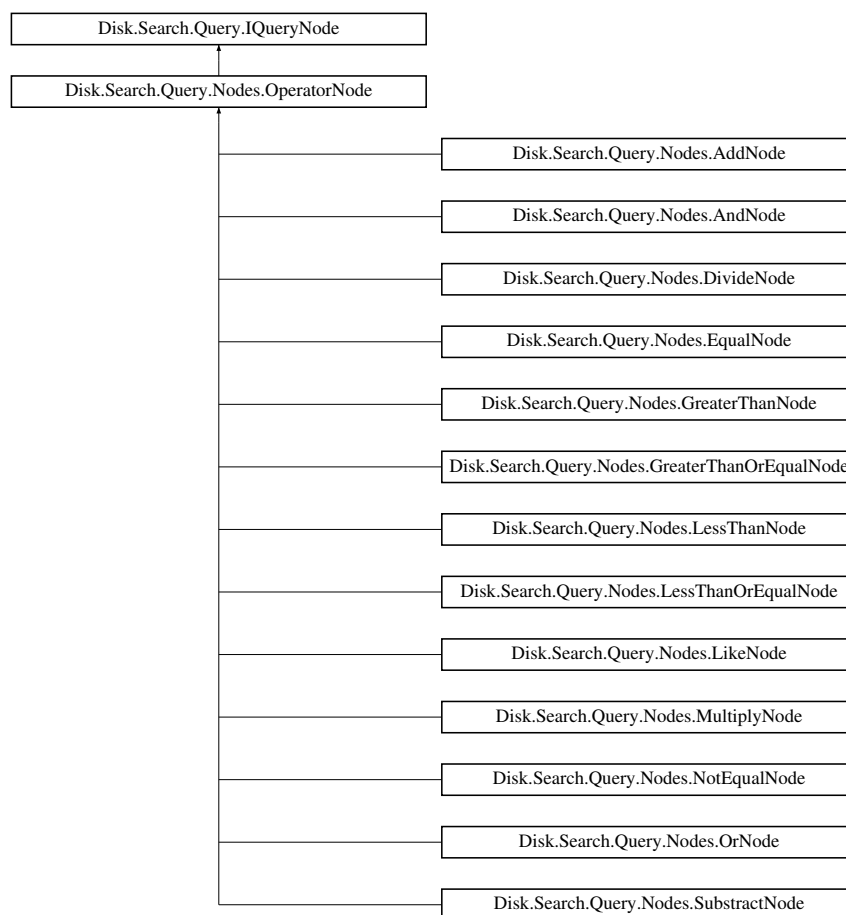 Disk.Search.Query.IQueryNode
Disk.Search.Query.Nodes.OperatorNode
Disk.Search.Query.Nodes.AddNode
Disk.Search.Query.Nodes.AndNode
Disk.Search.Query.Nodes.DivideNode
Disk.Search.Query.Nodes.EqualNode
Disk.Search.Query.Nodes.GreaterThanNode
Disk.Search.Query.Nodes.GreaterThanOrEqualNode
Disk.Search.Query.Nodes.LessThanNode
Disk.Search.Query.Nodes.LessThanOrEqualNode
Disk.Search.Query.Nodes.LikeNode
Disk.Search.Query.Nodes.MultiplyNode
Disk.Search.Query.Nodes.NotEqualNode
Disk.Search.Query.Nodes.OrNode
Disk.Search.Query.Nodes.SubstractNode